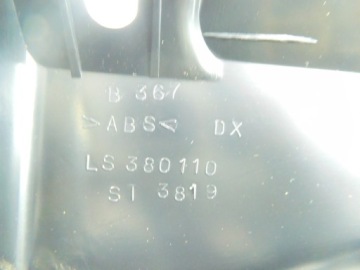 B 367
>ABS< DX
LS 380110
SI 3819